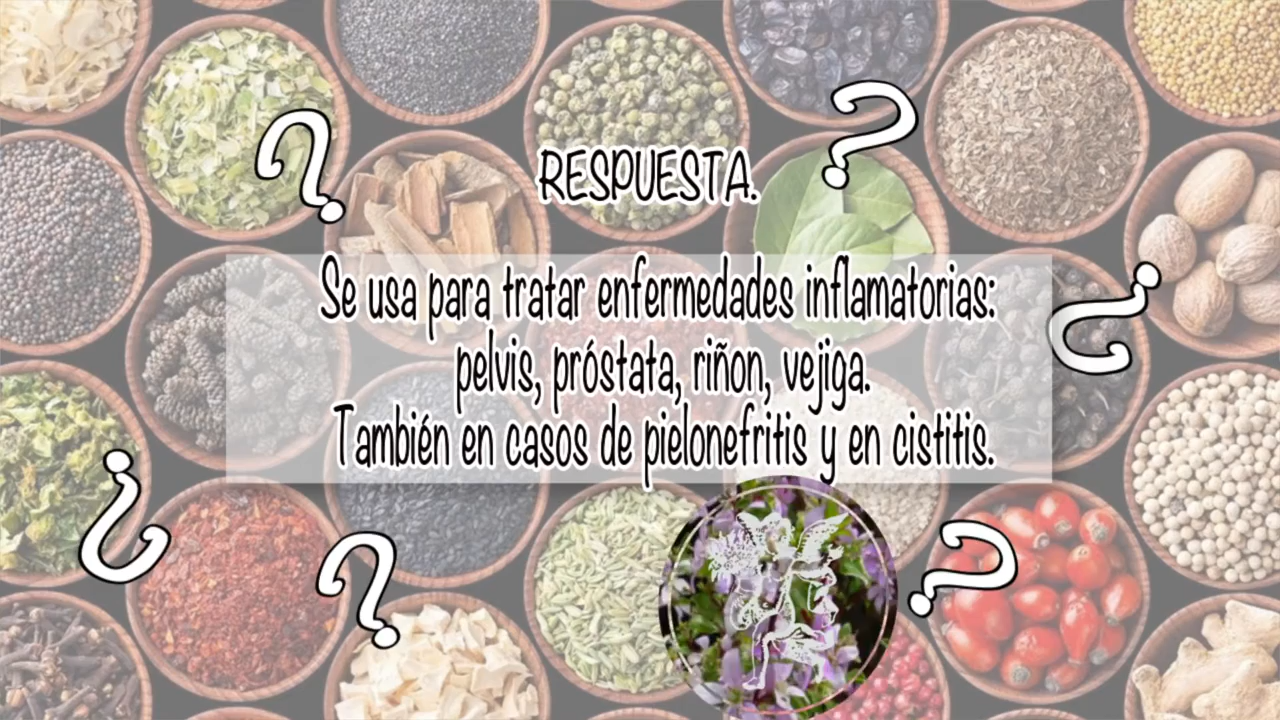 RESPUESTA.
Se usa para tratar enfermedades inflamatorias:
pelvis, próstata, riñon, vejiga.
También en casos de pielonefritis y en cistitis.